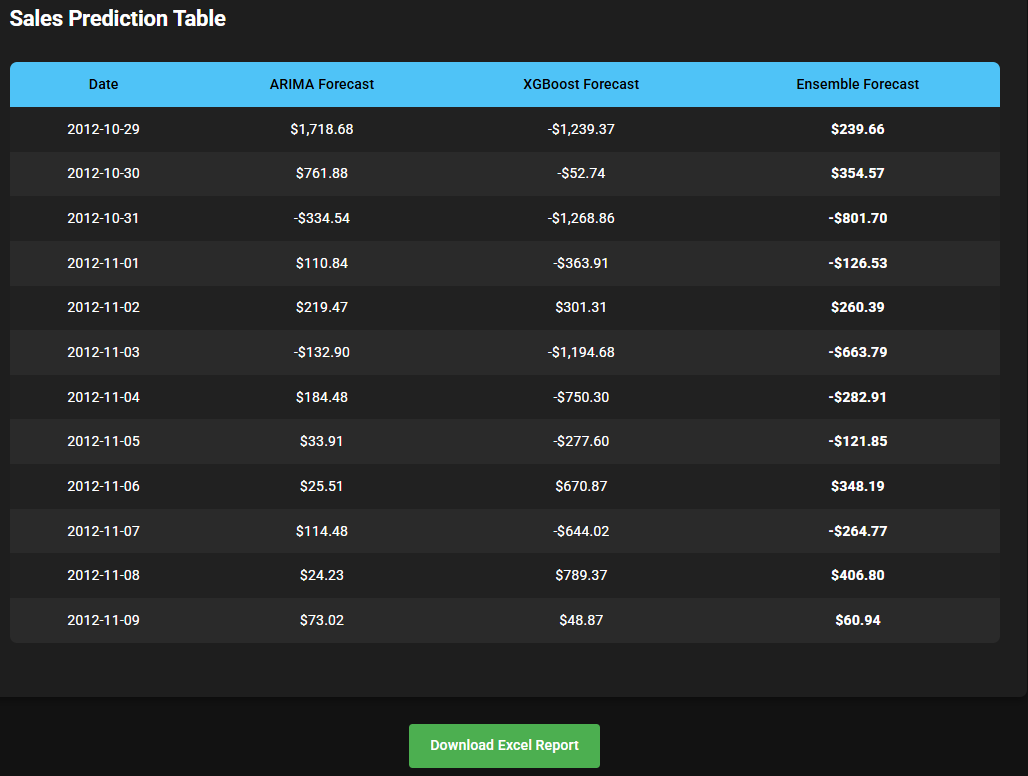 Sales Prediction Table
Date ARIMA Forecast XGBoost Forecast Ensemble Forecast
2012-10-29 $1,718.68 -$1,239.37 $239.66
2012-10-30 $761.88 -$52.74 $354.57
2012-10-31 -$334.54 -$1,268.86 -$801.70
2012-11-01 $110.84 -$363.91 -$126.53
2012-11-02 $219.47 $301.31 $260.39
2012-11-03 -$132.90 -$1,194.68 -$663.79
2012-11-04 $184.48 -$750.30 -$282.91
2012-11-05 $33.91 -$277.60 -$121.85
2012-11-06 $25.51 $670.87 $348.19
2012-11-07 $114.48 -$644.02 -$264.77
2012-11-08 $24.23 $789.37 $406.80
2012-11-09 $73.02 $48.87 $60.94
Download Excel Report